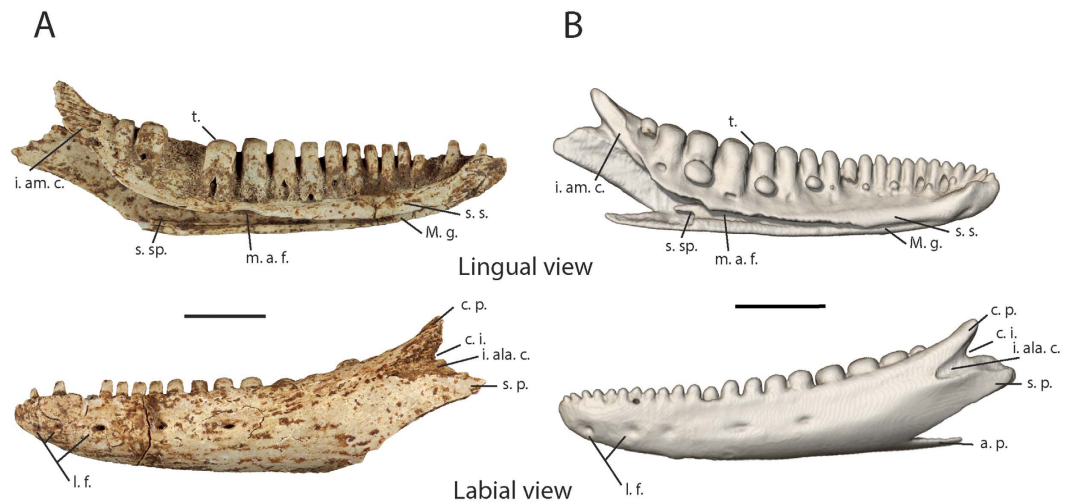 A
B
t.
i. am. c.
s. sp.
m. a. f.
M. g.
s. s.
t.
i. am. c.
s. sp.
m. a. f.
M. g.
s. s.
Lingual view
c. p.
c. i.
i. ala. c.
s. p.
l. f.
c. p.
c. i.
i. ala. c.
s. p.
a. p.
l. f.
Labial view